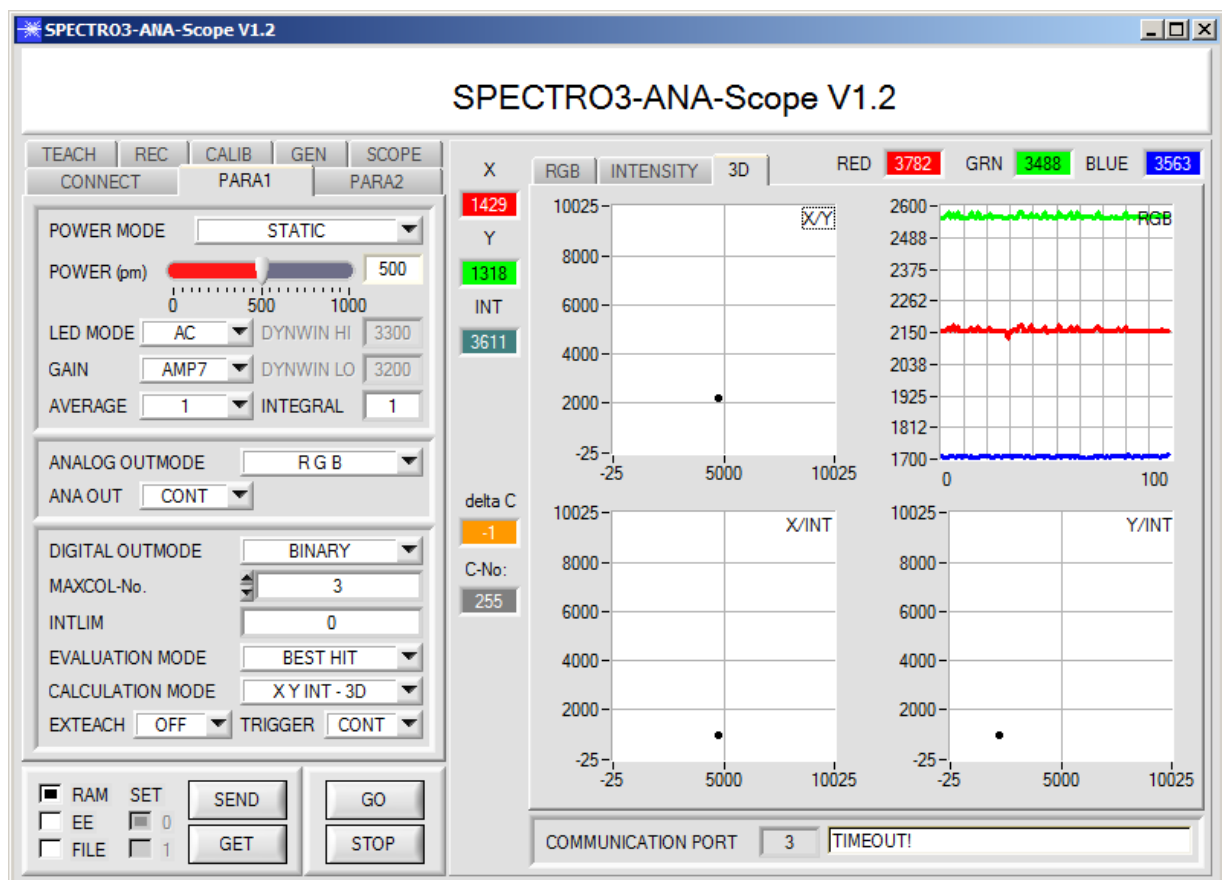 SPECTRO3-ANA-Scope V1.2
SPECTRO3-ANA-Scope V1.2
TEACH REC CALIB GEN SCOPE
CONNECT PARA1 PARA2
POWER MODE STATIC
POWER (pm) 500
0 500 1000
LED MODE AC DYNWIN HI 3300
GAIN AMP7 DYNWIN LO 3200
AVERAGE 1 INTEGRAL 1
ANALOG OUTMODE R G B
ANA OUT CONT
DIGITAL OUTMODE BINARY
MAXCOL-No. 3
INTLIM 0
EVALUATION MODE BEST HIT
CALCULATION MODE X Y INT - 3D
EXTEACH OFF TRIGGER CONT
RAM SET SEND GO
EE 0
FILE 1 GET STOP
X
1429
Y
1318
INT
3611
delta C
-1
C-No:
255
RGB INTENSITY 3D RED 3782 GRN 3488 BLUE 3563
X/Y
10025
8000
6000
4000
2000
-25
-25 5000 10025
RGB
2600
2488
2375
2262
2150
2038
1925
1812
1700
0 100
X/INT
10025
8000
6000
4000
2000
-25
-25 5000 10025
Y/INT
10025
8000
6000
4000
2000
-25
-25 5000 10025
COMMUNICATION PORT 3 TIMEOUT!